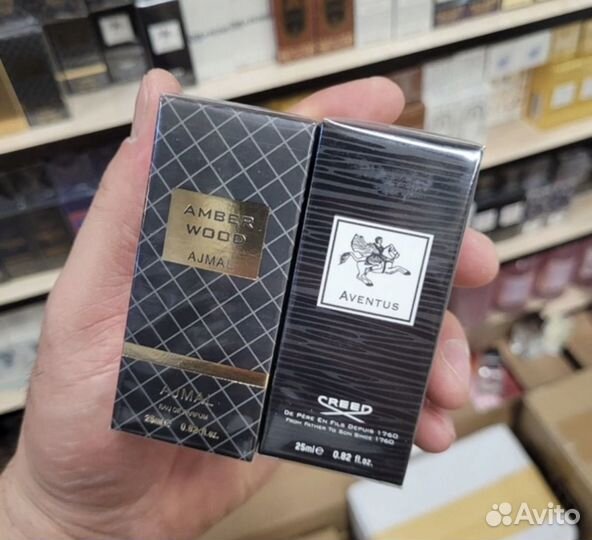 AMBER
WOOD
AJMAL
AJMAL
EAU DE PARFUM
25ml e 0.82 fl.oz.
AVENTUS
CREED
DE PÈRE EN FILS DEPUIS 1760
FROM FATHER TO SON SINCE 1760
25ml e 0.82 fl.oz.
Avito